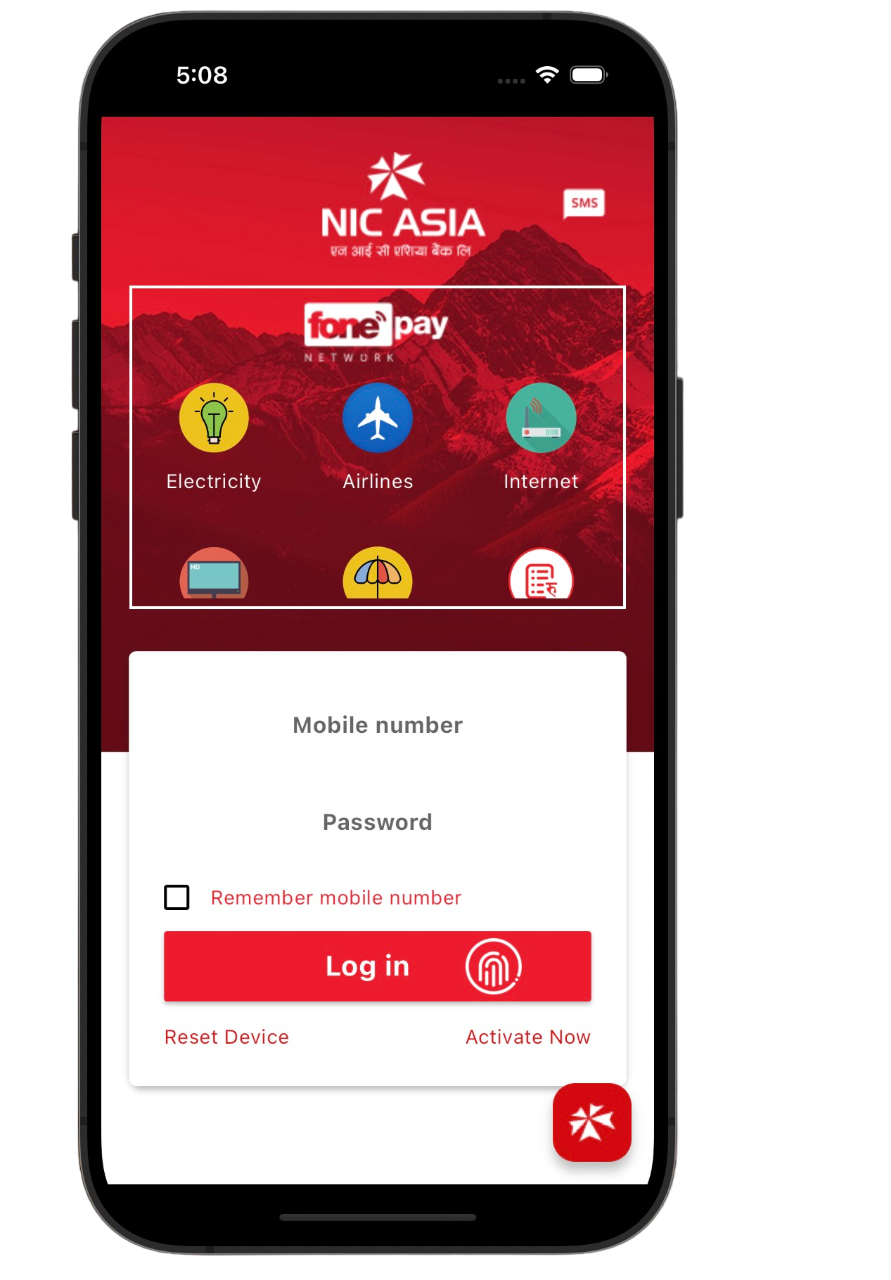 5:08
NIC ASIA
एन आई सी एशिया बैंक लि
SMS
fonepay
NETWORK
Electricity
Airlines
Internet
HD
रु
Mobile number
Password
Remember mobile number
Log in
Reset Device
Activate Now